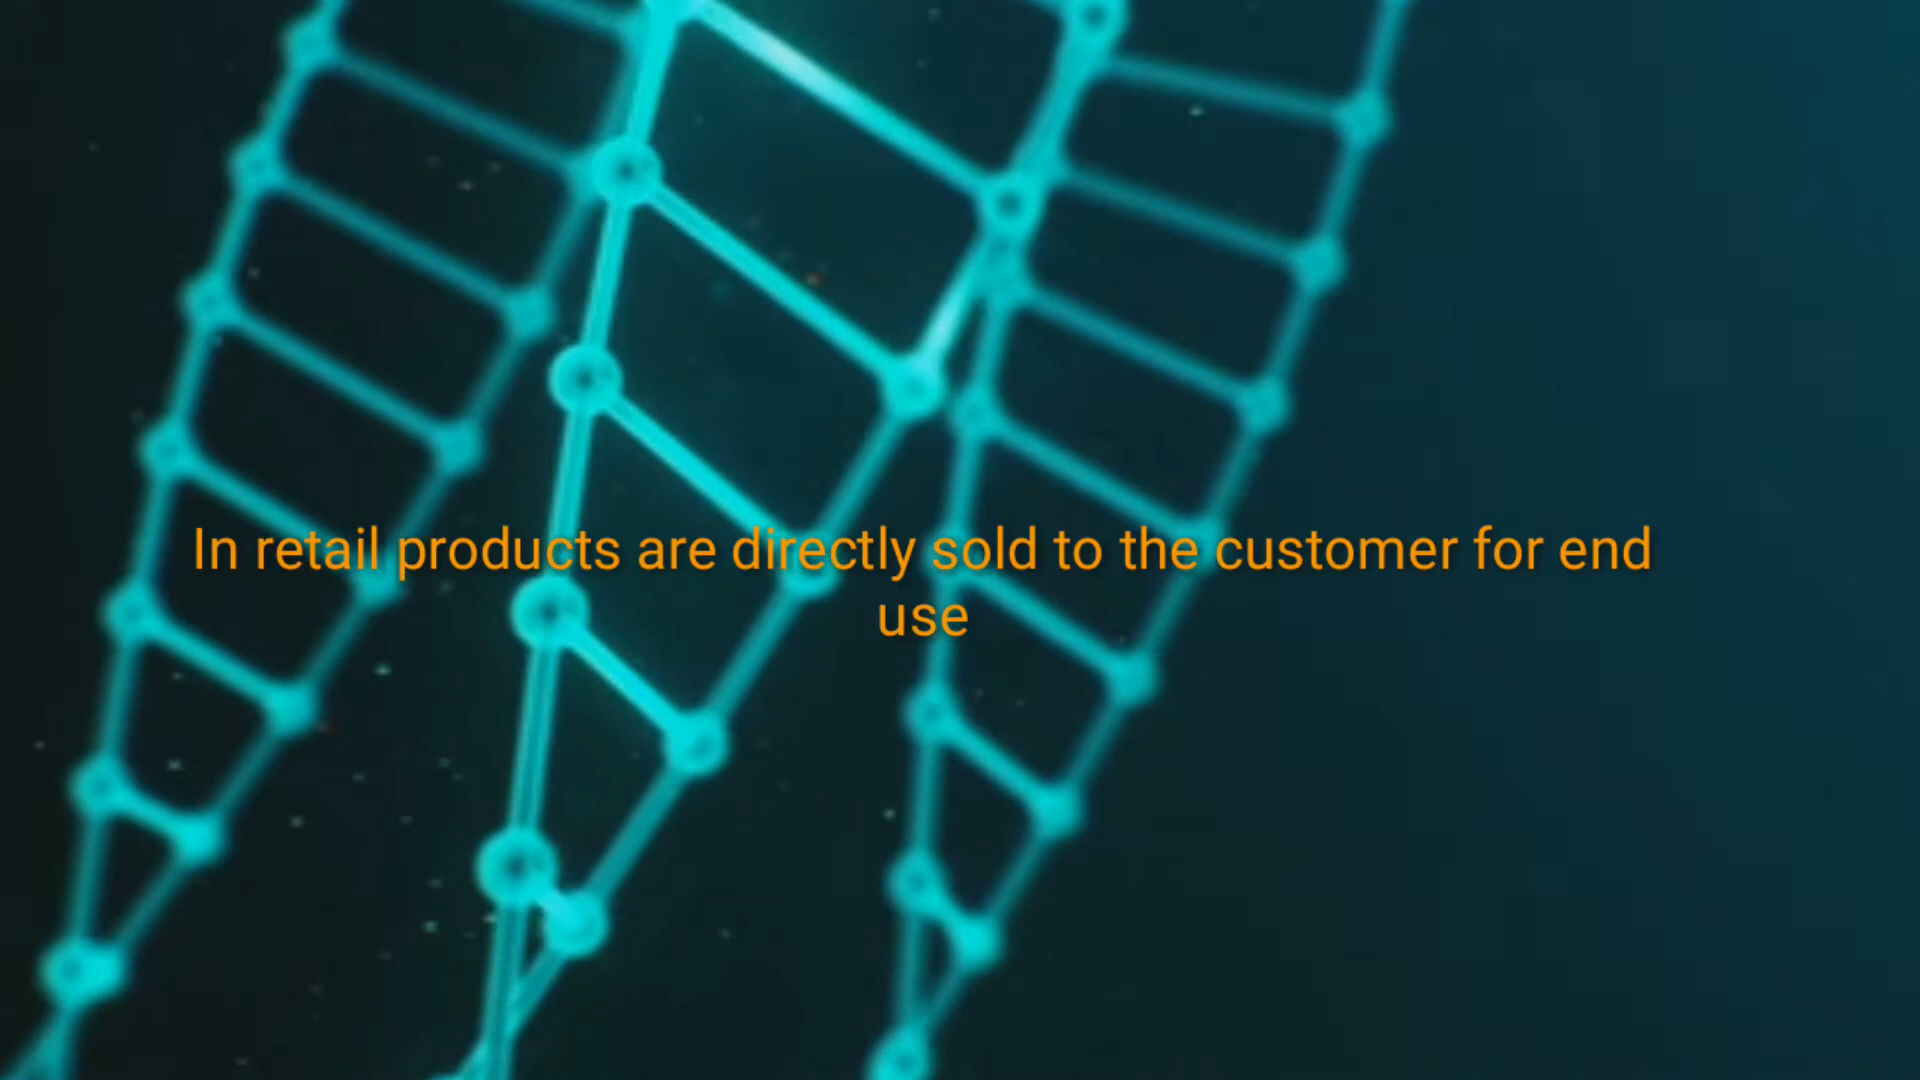 In retail products are directly sold to the customer for end
use